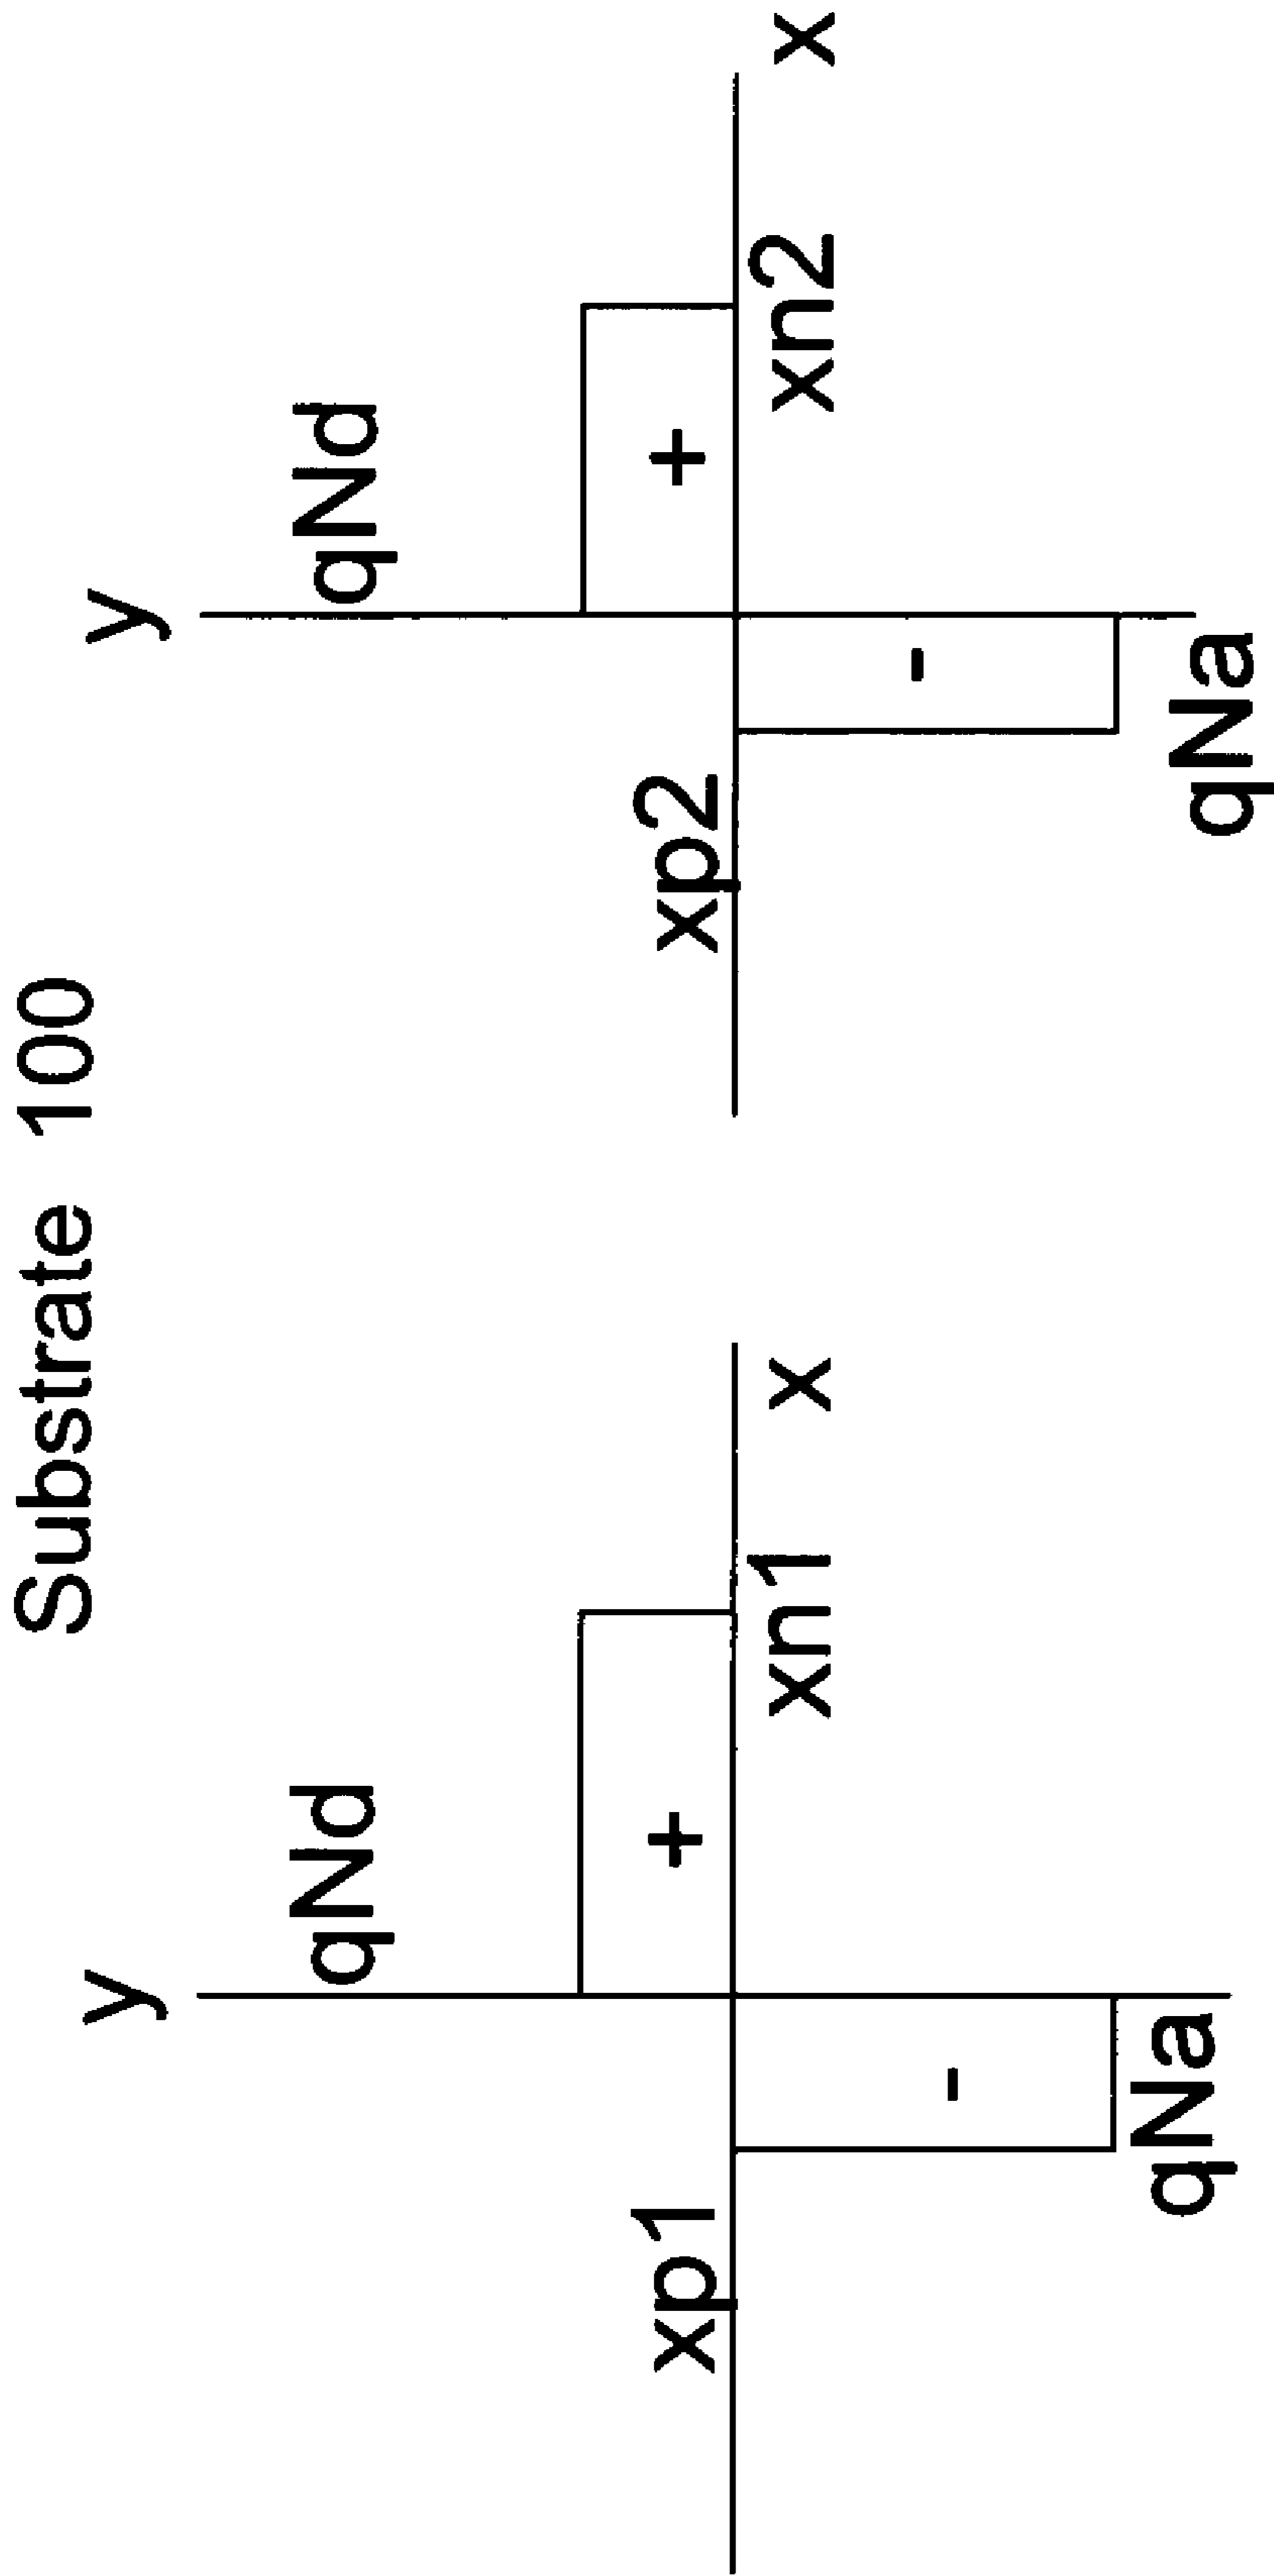 Substrate 100
y
qNd
+
xp1
xn1
x
-
qNa
y
qNd
+
xp2
xn2
x
-
qNa